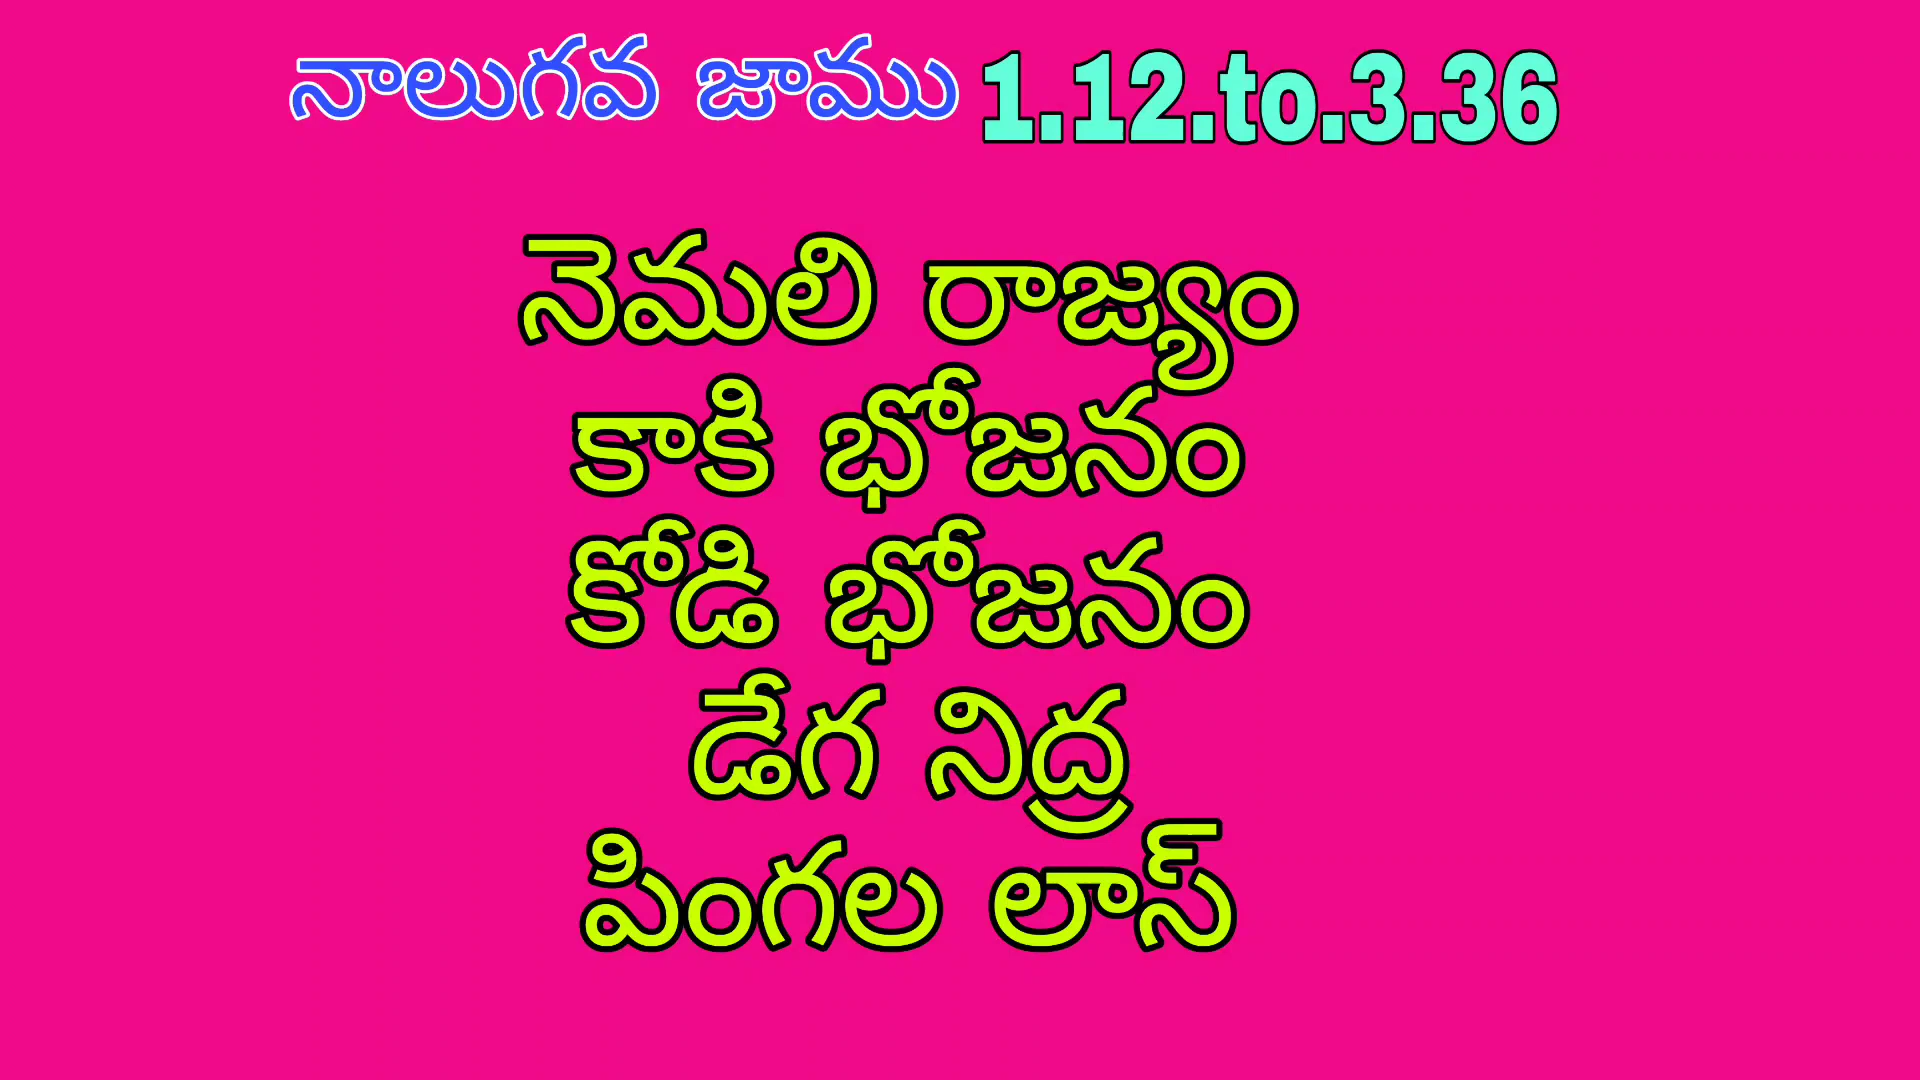 నాలుగవ జాము 1.12.to.3.36
నెమలి రాజ్యం
కాకి భోజనం
కోడి భోజనం
డేగ నిద్ర
పింగల లాస్